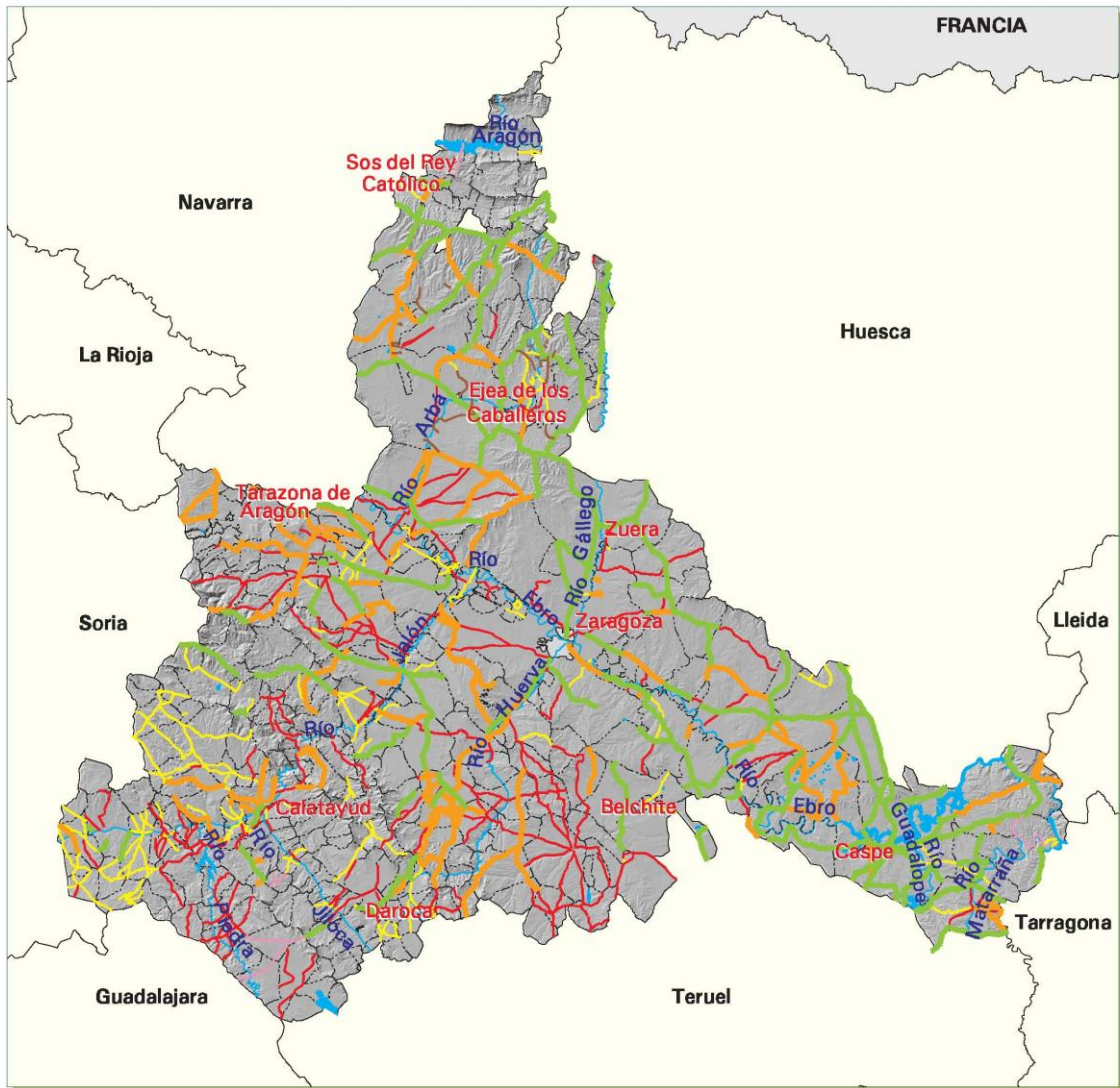 FRANCIA
Río
Aragón
Sos del Rey
Católico
Navarra
Huesca
La Rioja
Ejea de los
Caballeros
Arba
Río
Tarazona de
Aragón
Gállego
Río
Zuera
Río
Ebro
Zaragoza
Soria
Lleida
Jalón
Río
Huerva
Río
Río
Ebro
Calatayud
Belchite
Guadalope
Río
Caspe
Río
Matarraña
Río
Piedra
Río
Jiloca
Daroca
Tarragona
Guadalajara
Teruel